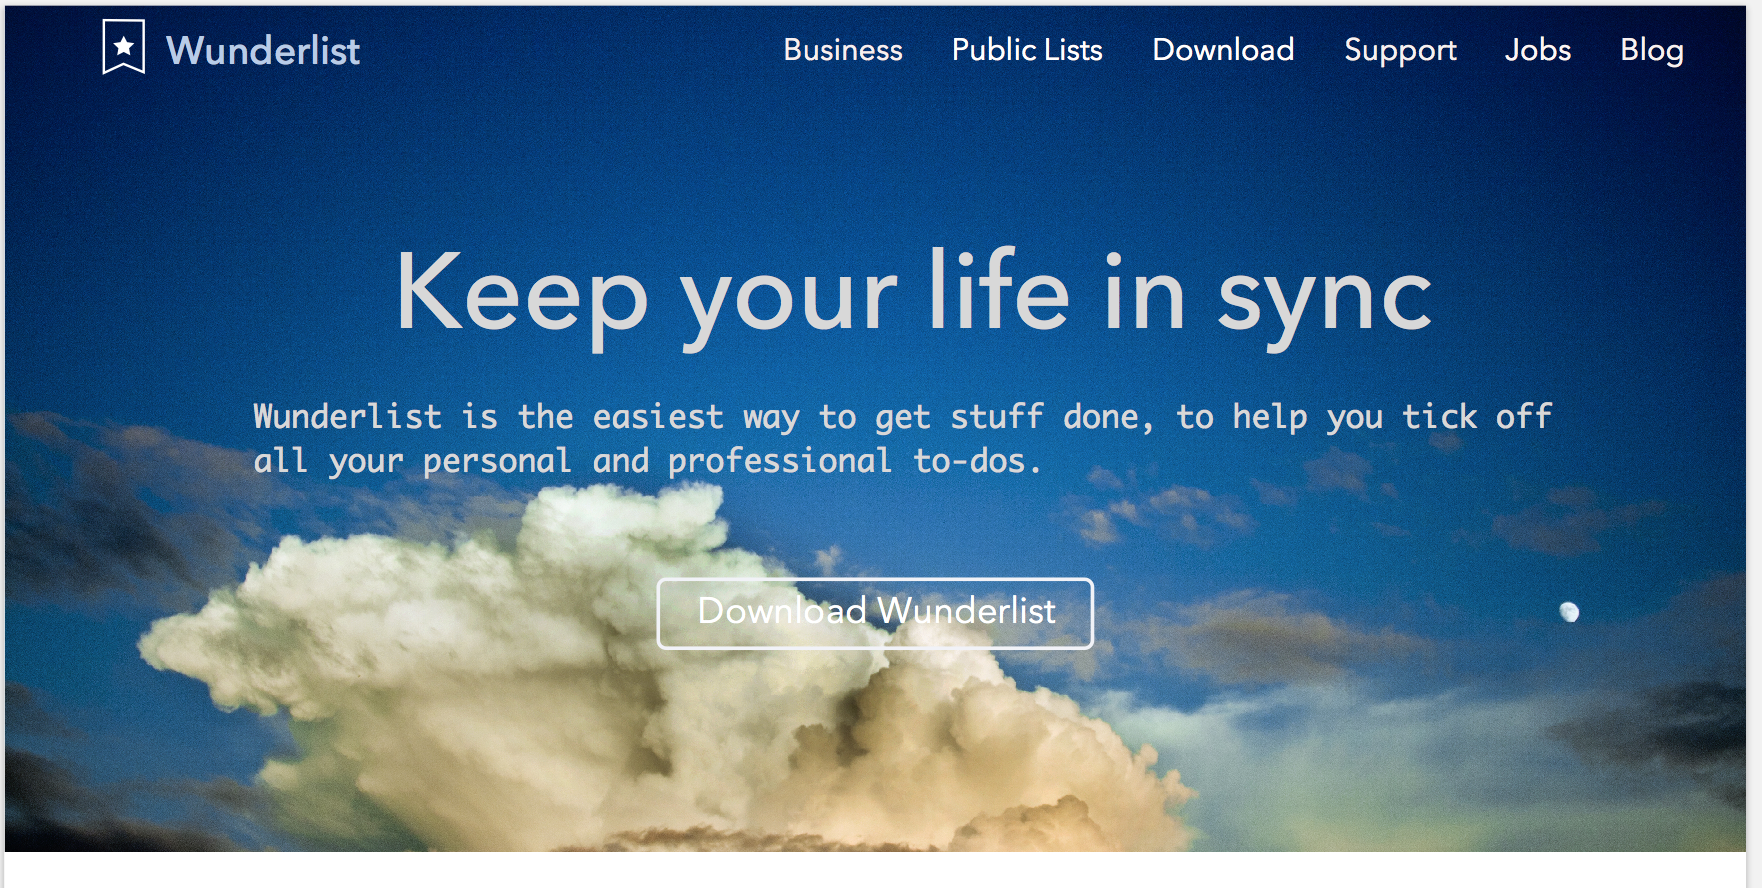 Wunderlist
Business Public Lists Download Support Jobs Blog
Keep your life in sync
Wunderlist is the easiest way to get stuff done, to help you tick off
all your personal and professional to-dos.
Download Wunderlist